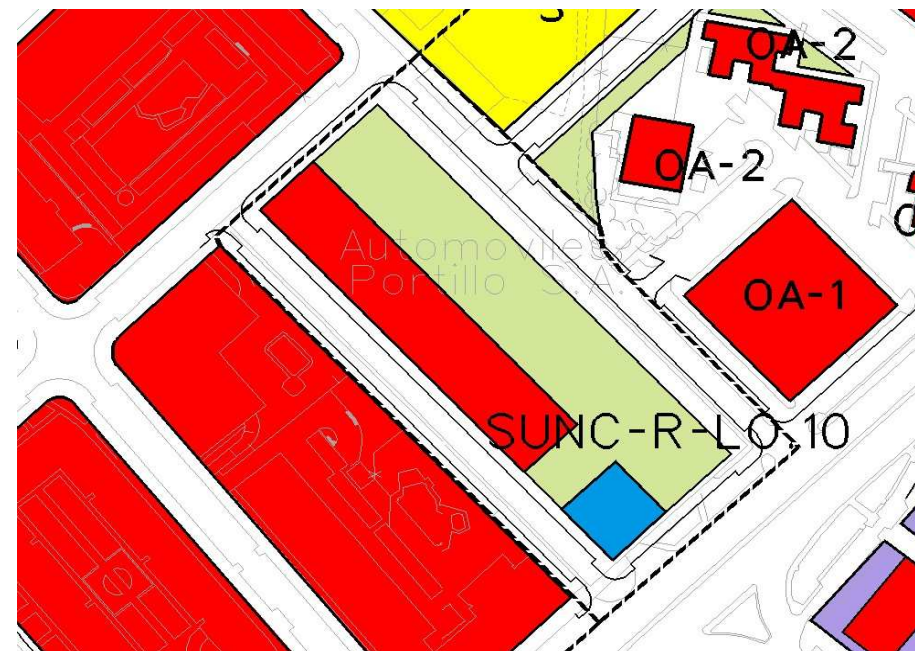 OA-2
OA-2
Automoviles
Portillo S.A.
OA-1
SUNC-R-LO.10